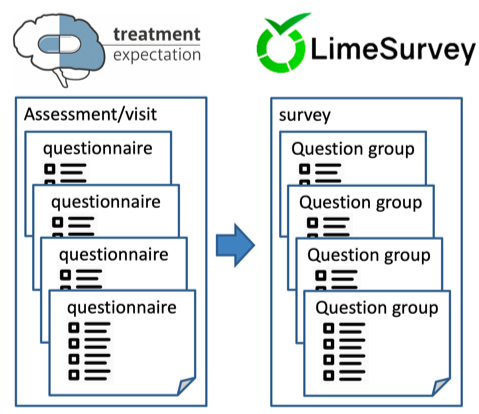 treatment
expectation
LimeSurvey
Assessment/visit
questionnaire
questionnaire
questionnaire
questionnaire
survey
Question group
Question group
Question group
Question group